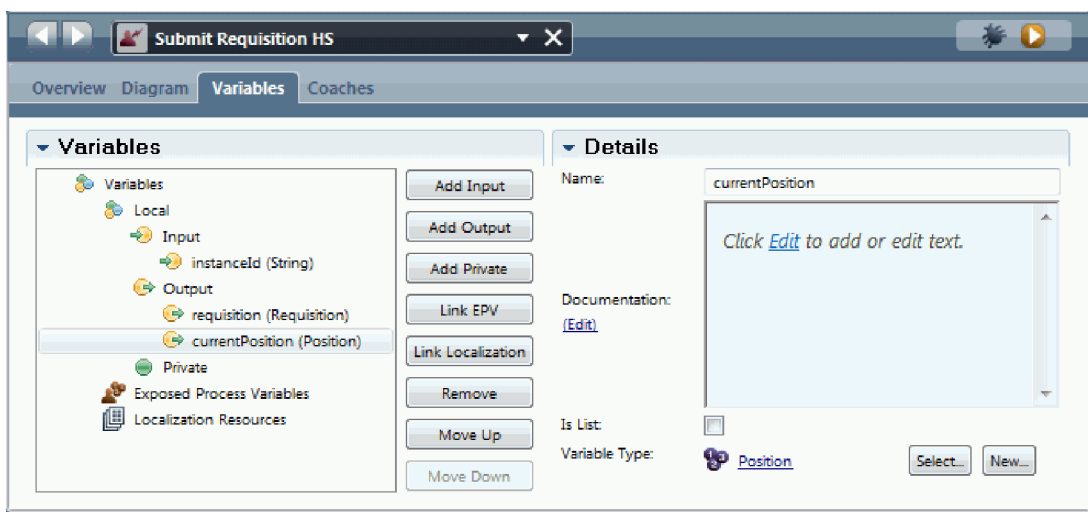 Submit Requisition HS
Overview Diagram Variables Coaches
Variables
Variables
Local
Input
instanceId (String)
Output
requisition (Requisition)
currentPosition (Position)
Private
Exposed Process Variables
Localization Resources
Add Input
Add Output
Add Private
Link EPV
Link Localization
Remove
Move Up
Move Down
Details
Name: currentPosition
Click Edit to add or edit text.
Documentation:
(Edit)
Is List:
Variable Type: Position Select... New...